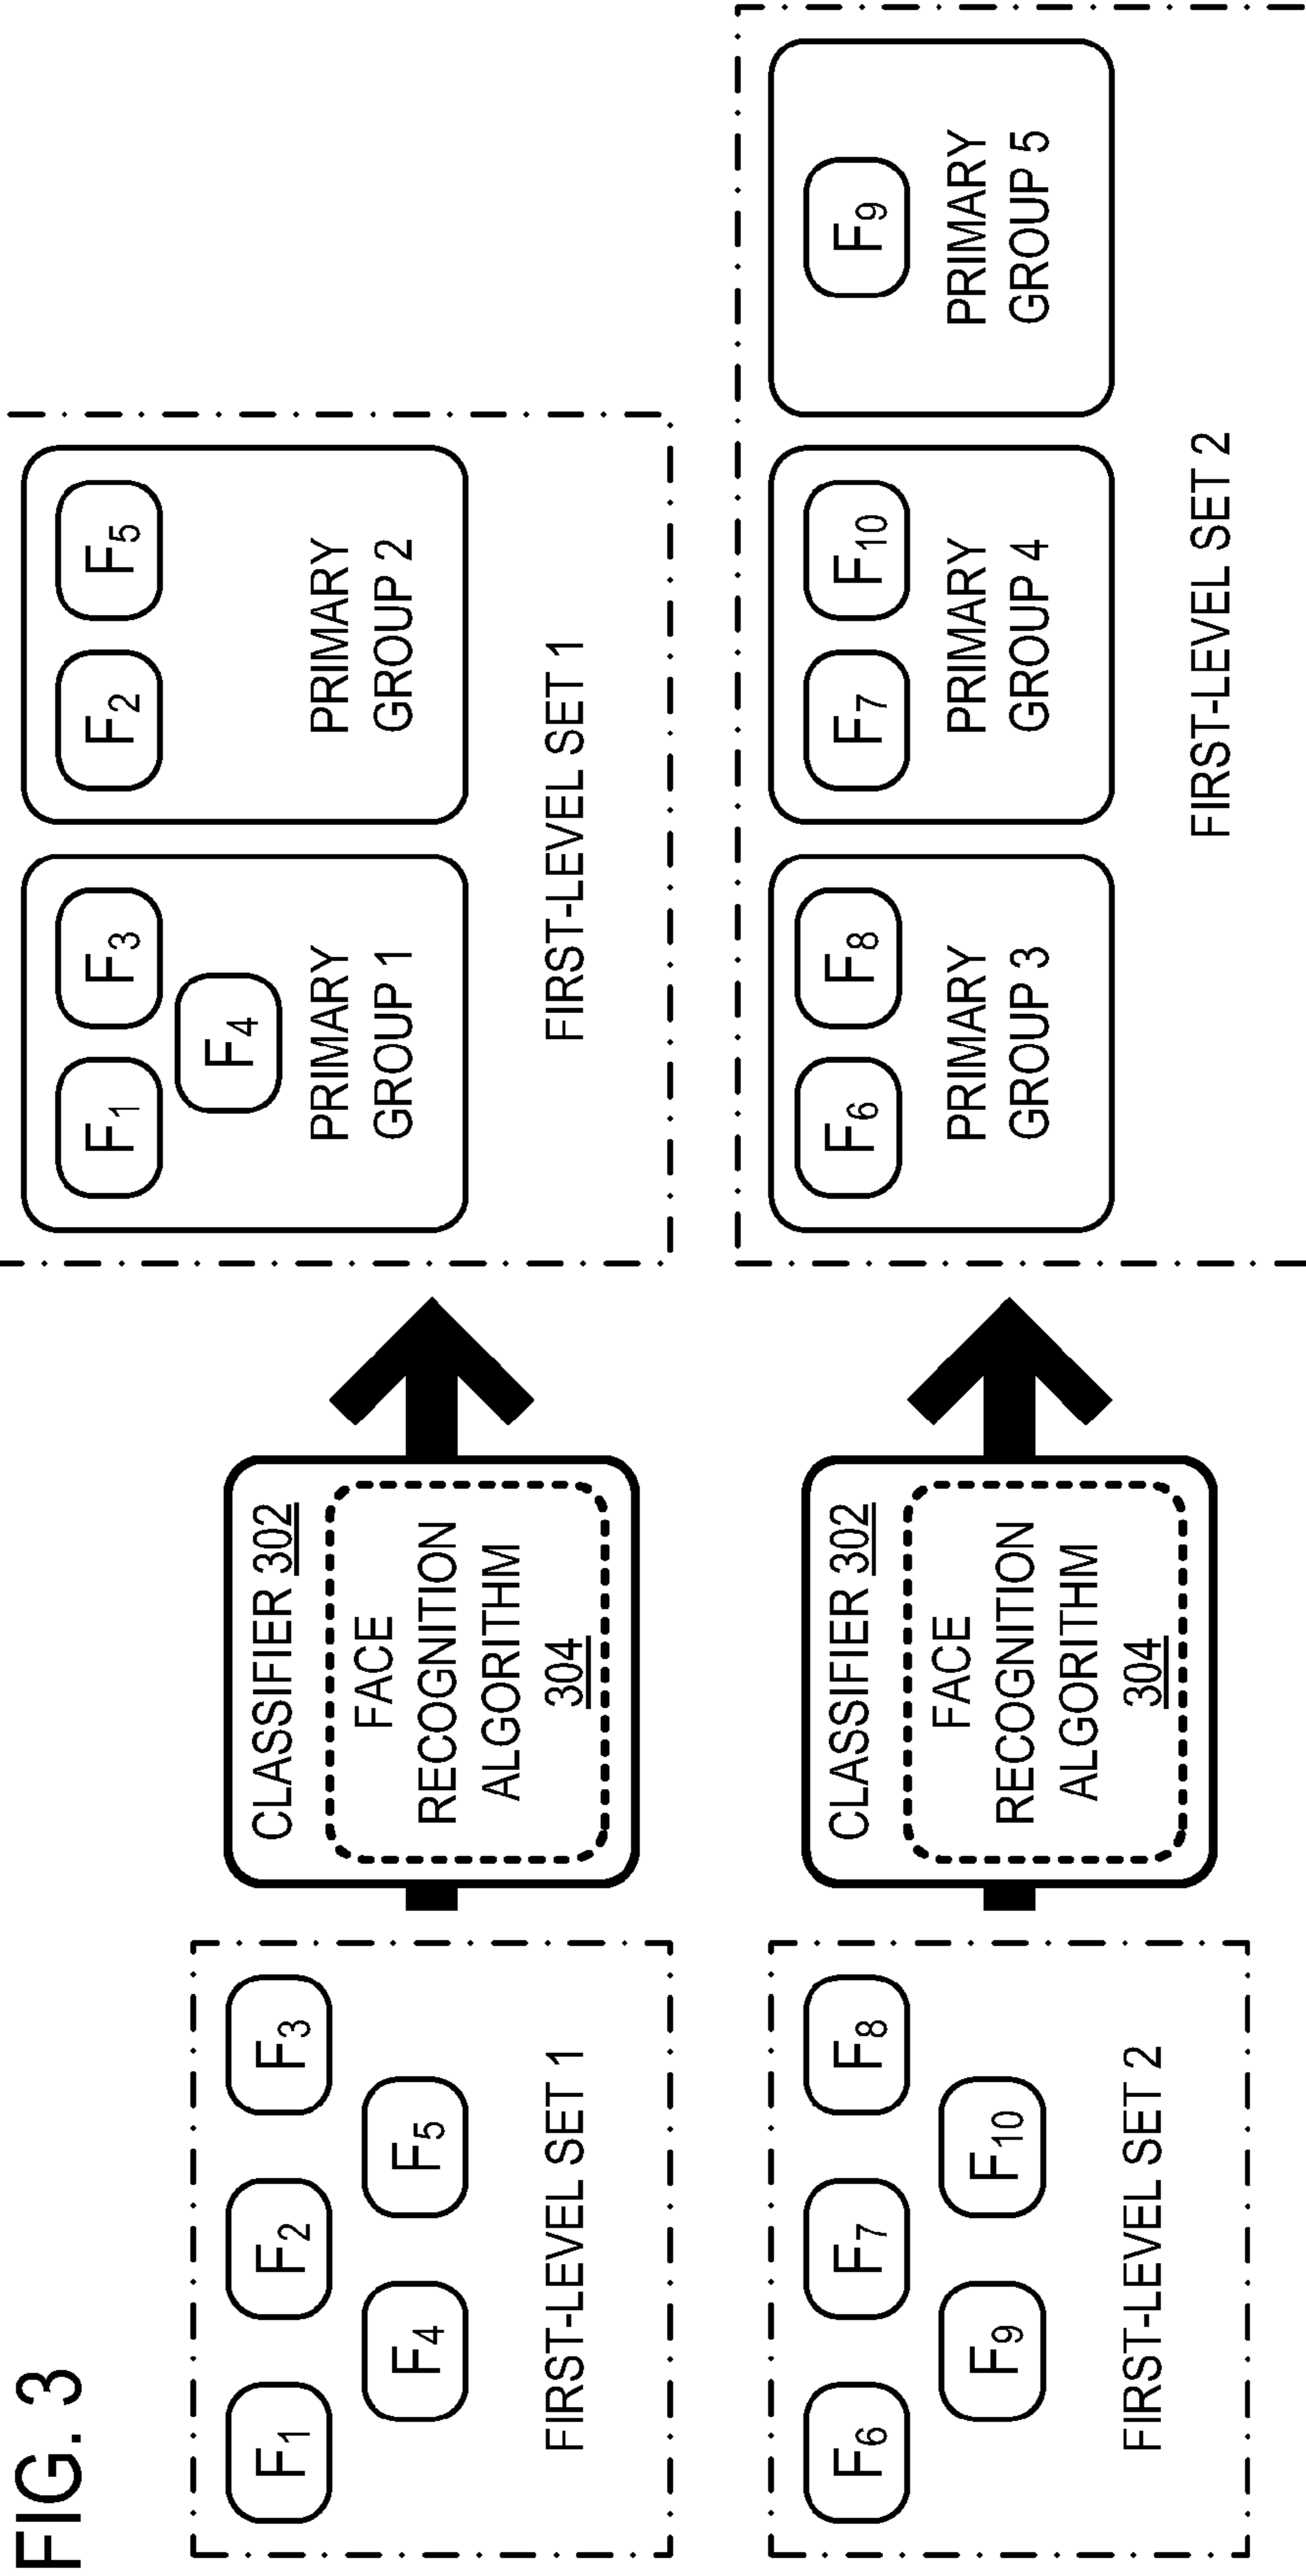 FIG. 3
F1 F2 F3
F4 F5
FIRST-LEVEL SET 1
CLASSIFIER 302
FACE
RECOGNITION
ALGORITHM
304
F1 F3
F4
PRIMARY
GROUP 1
F2 F5
PRIMARY
GROUP 2
FIRST-LEVEL SET 1
F6 F7 F8
F9 F10
FIRST-LEVEL SET 2
CLASSIFIER 302
FACE
RECOGNITION
ALGORITHM
304
F6 F8
PRIMARY
GROUP 3
F7 F10
PRIMARY
GROUP 4
F9
PRIMARY
GROUP 5
FIRST-LEVEL SET 2